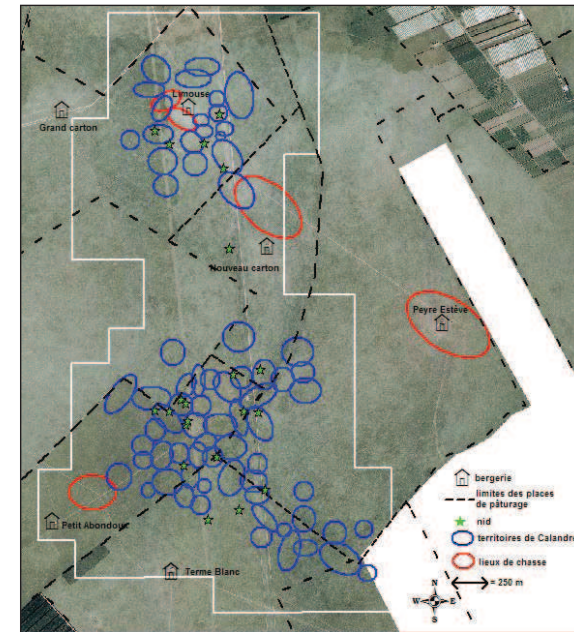 Limouse
Grand carton
Nouveau carton
Peyre Estève
Petit Abondoux
Terme Blanc
bergerie
limites des places
de pâturage
nid
territoires de Calandre
lieux de chasse
= 250 m
N
W E
S